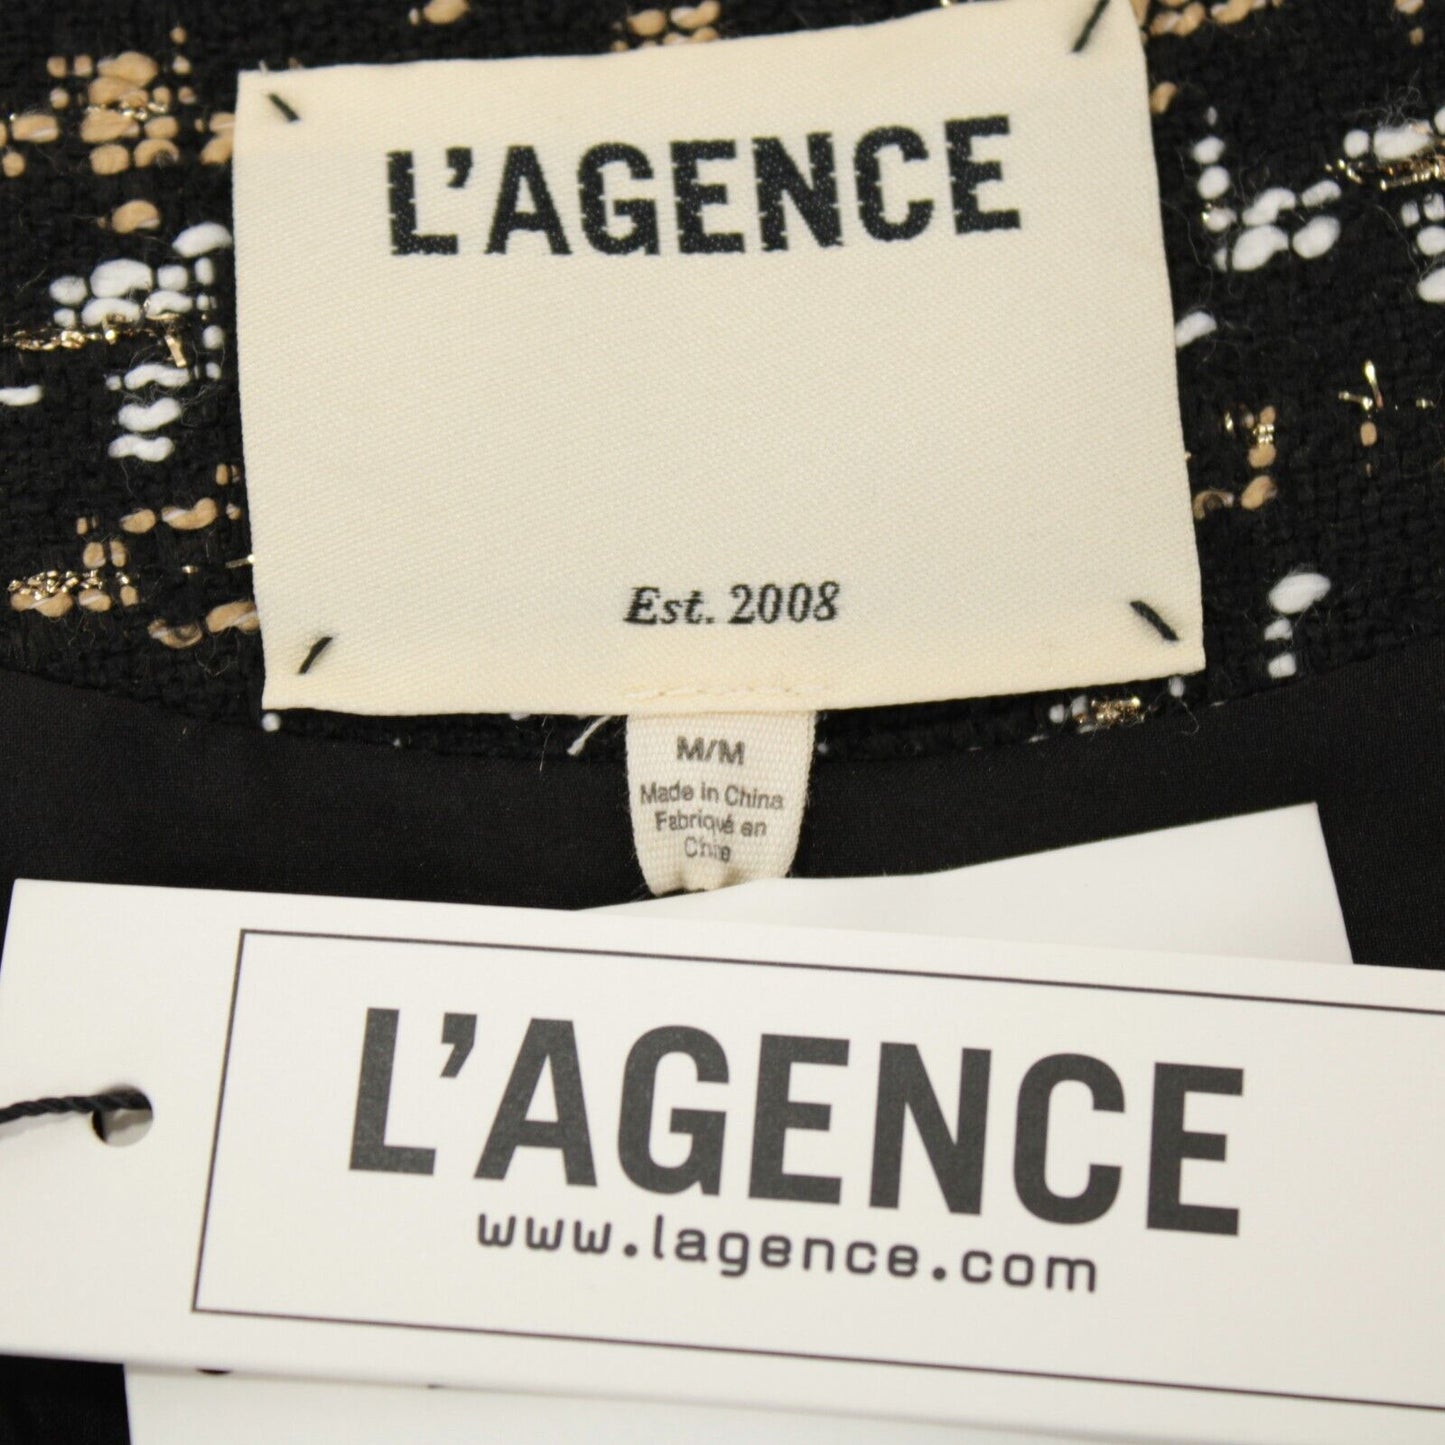 L'AGENCE
Est. 2008
M/M
Made in China
Fabriqué en
Chine
L'AGENCE
www.lagence.com